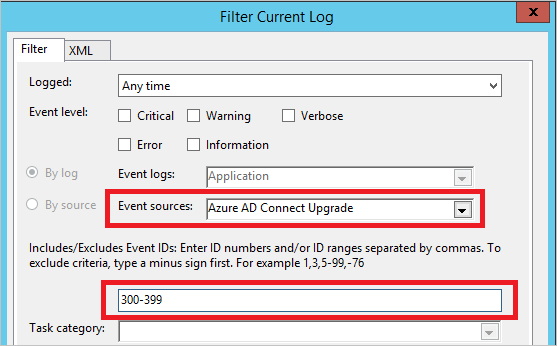 Filter Current Log
x
Filter XML
Logged: Any time
Event level: Critical Warning Verbose
Error Information
By log Event logs: Application
By source Event sources: Azure AD Connect Upgrade
Includes/Excludes Event IDs: Enter ID numbers and/or ID ranges separated by commas. To
exclude criteria, type a minus sign first. For example 1,3,5-99,-76
300-399
Task category: